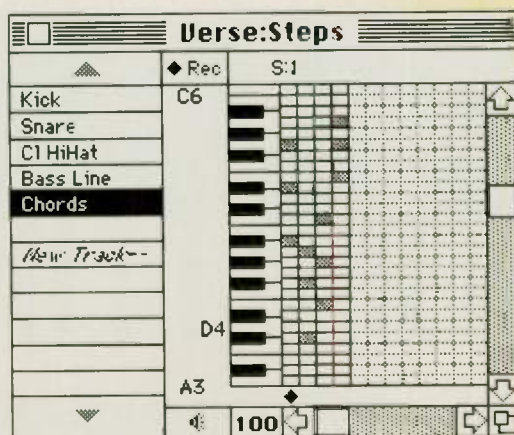 Verse:Steps
Rec S:1
C6
Kick
Snare
Cl HiHat
Bass Line
Chords
New Track--
D4
A3
100